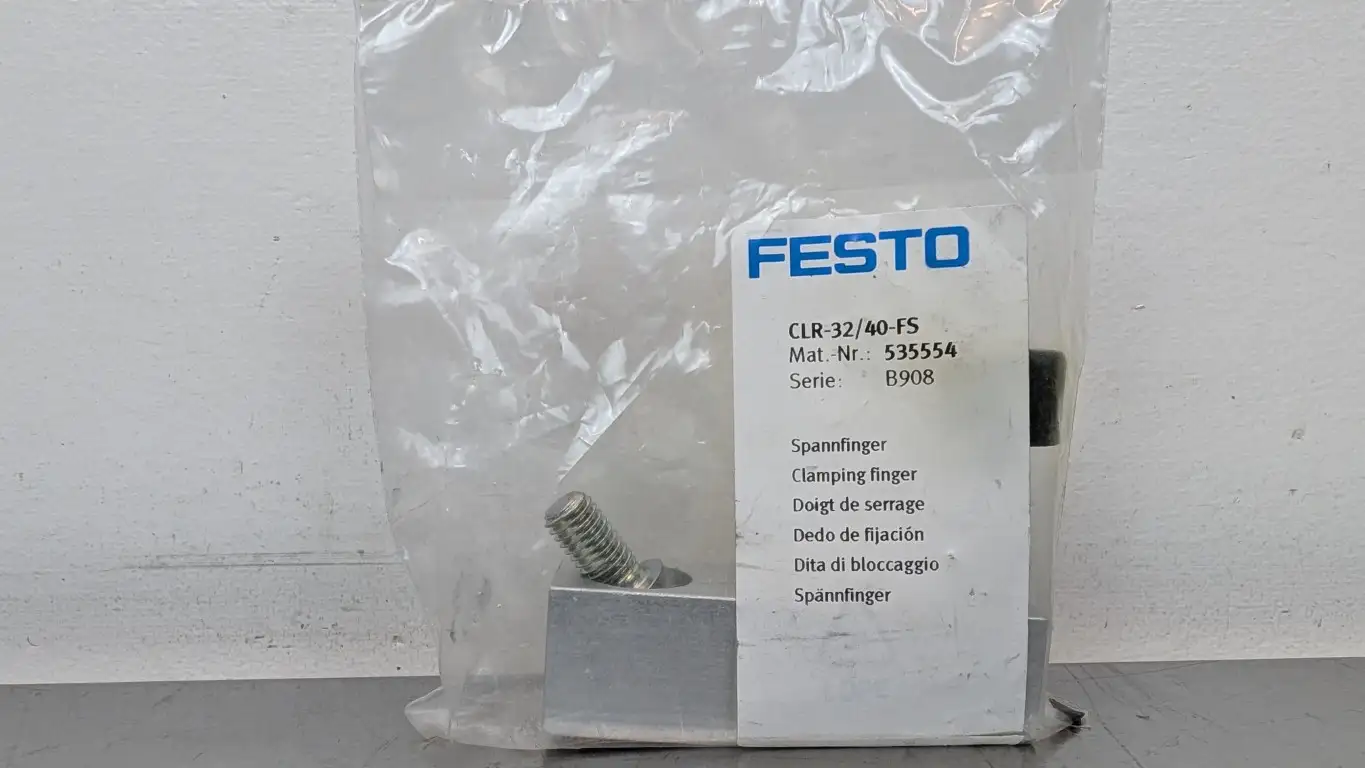 FESTO
CLR-32/40-FS
Mat.-Nr.: 535554
Serie: B908
Spannfinger
Clamping finger
Doigt de serrage
Dedo de fijación
Dita di bloccaggio
Spännfinger